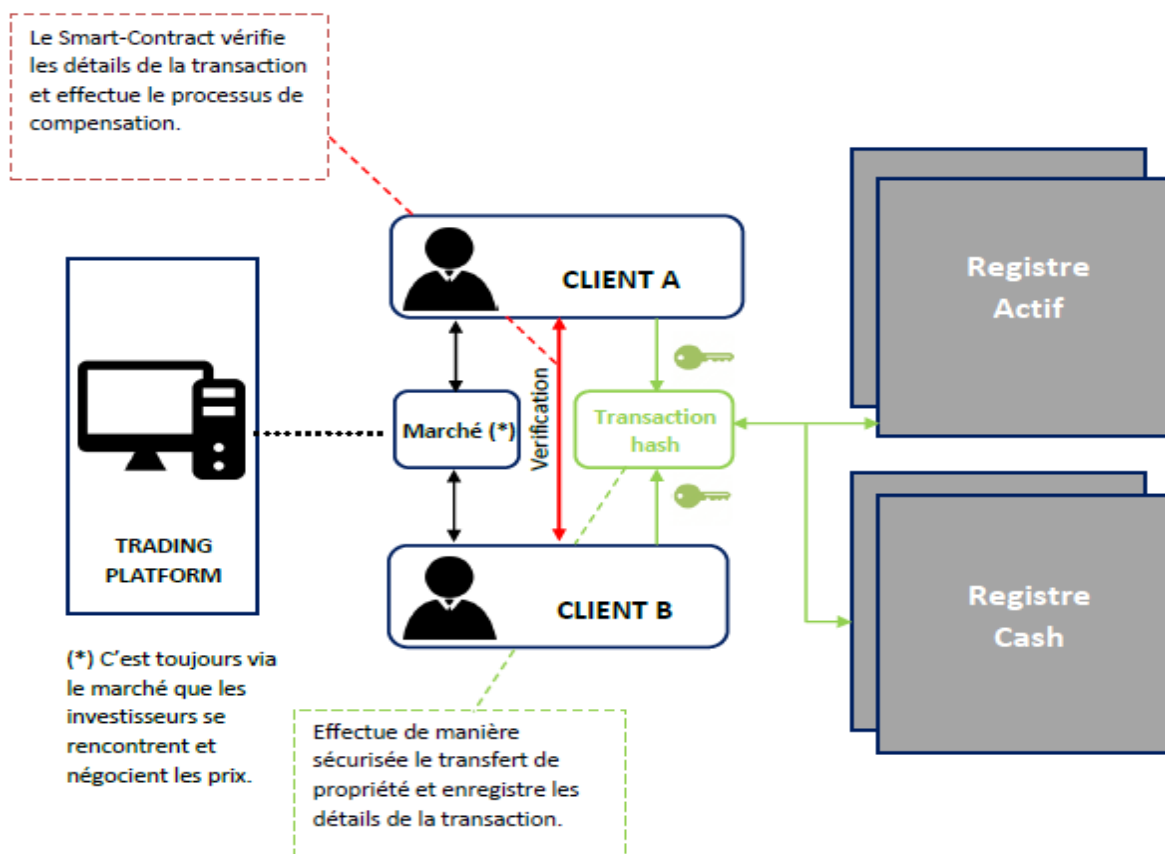 Le Smart-Contract vérifie
les détails de la transaction
et effectue le processus de
compensation.
CLIENT A
Registre
Actif
Marché (*)
Verification
Transaction
hash
TRADING
PLATFORM
CLIENT B
Registre
Cash
(*) C'est toujours via
le marché que les
investisseurs se
rencontrent et
négocient les prix.
Effectue de manière
sécurisée le transfert de
propriété et enregistre les
détails de la transaction.